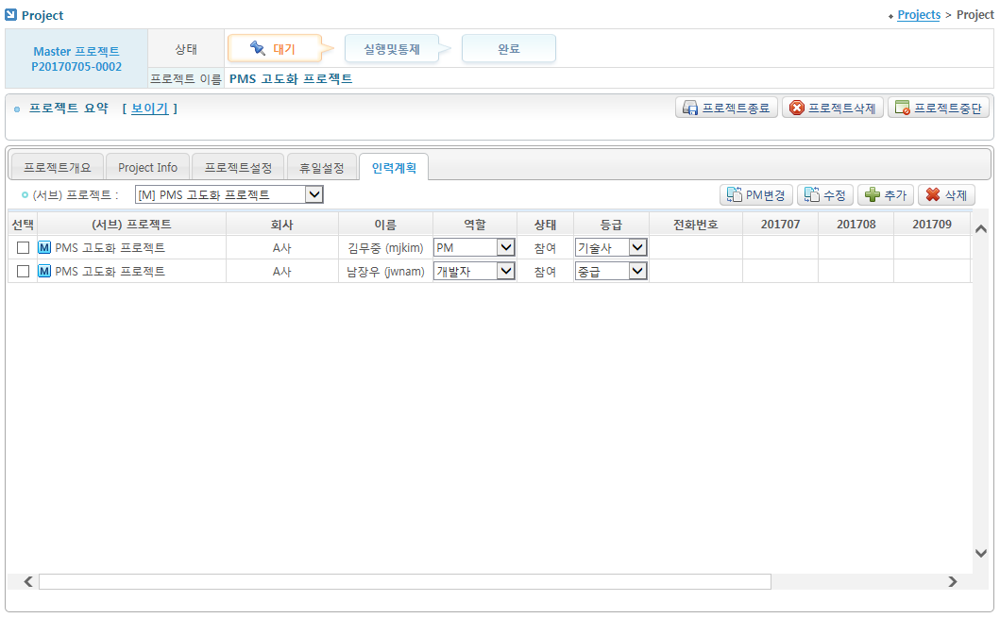 Project
Projects > Project
Master 프로젝트
P20170705-0002
상태
대기
실행및통제
완료
프로젝트 이름
PMS 고도화 프로젝트
프로젝트 요약 [ 보이기 ]
프로젝트종료
프로젝트삭제
프로젝트중단
프로젝트개요
Project Info
프로젝트설정
휴일설정
인력계획
(서브) 프로젝트 :
[M] PMS 고도화 프로젝트
PM변경
수정
추가
삭제
선택 (서브) 프로젝트 회사 이름 역할 상태 등급 전화번호 201707 201708 201709
M PMS 고도화 프로젝트 A사 김무중 (mjkim) PM 참여 기술사
M PMS 고도화 프로젝트 A사 남장우 (jwnam) 개발자 참여 중급